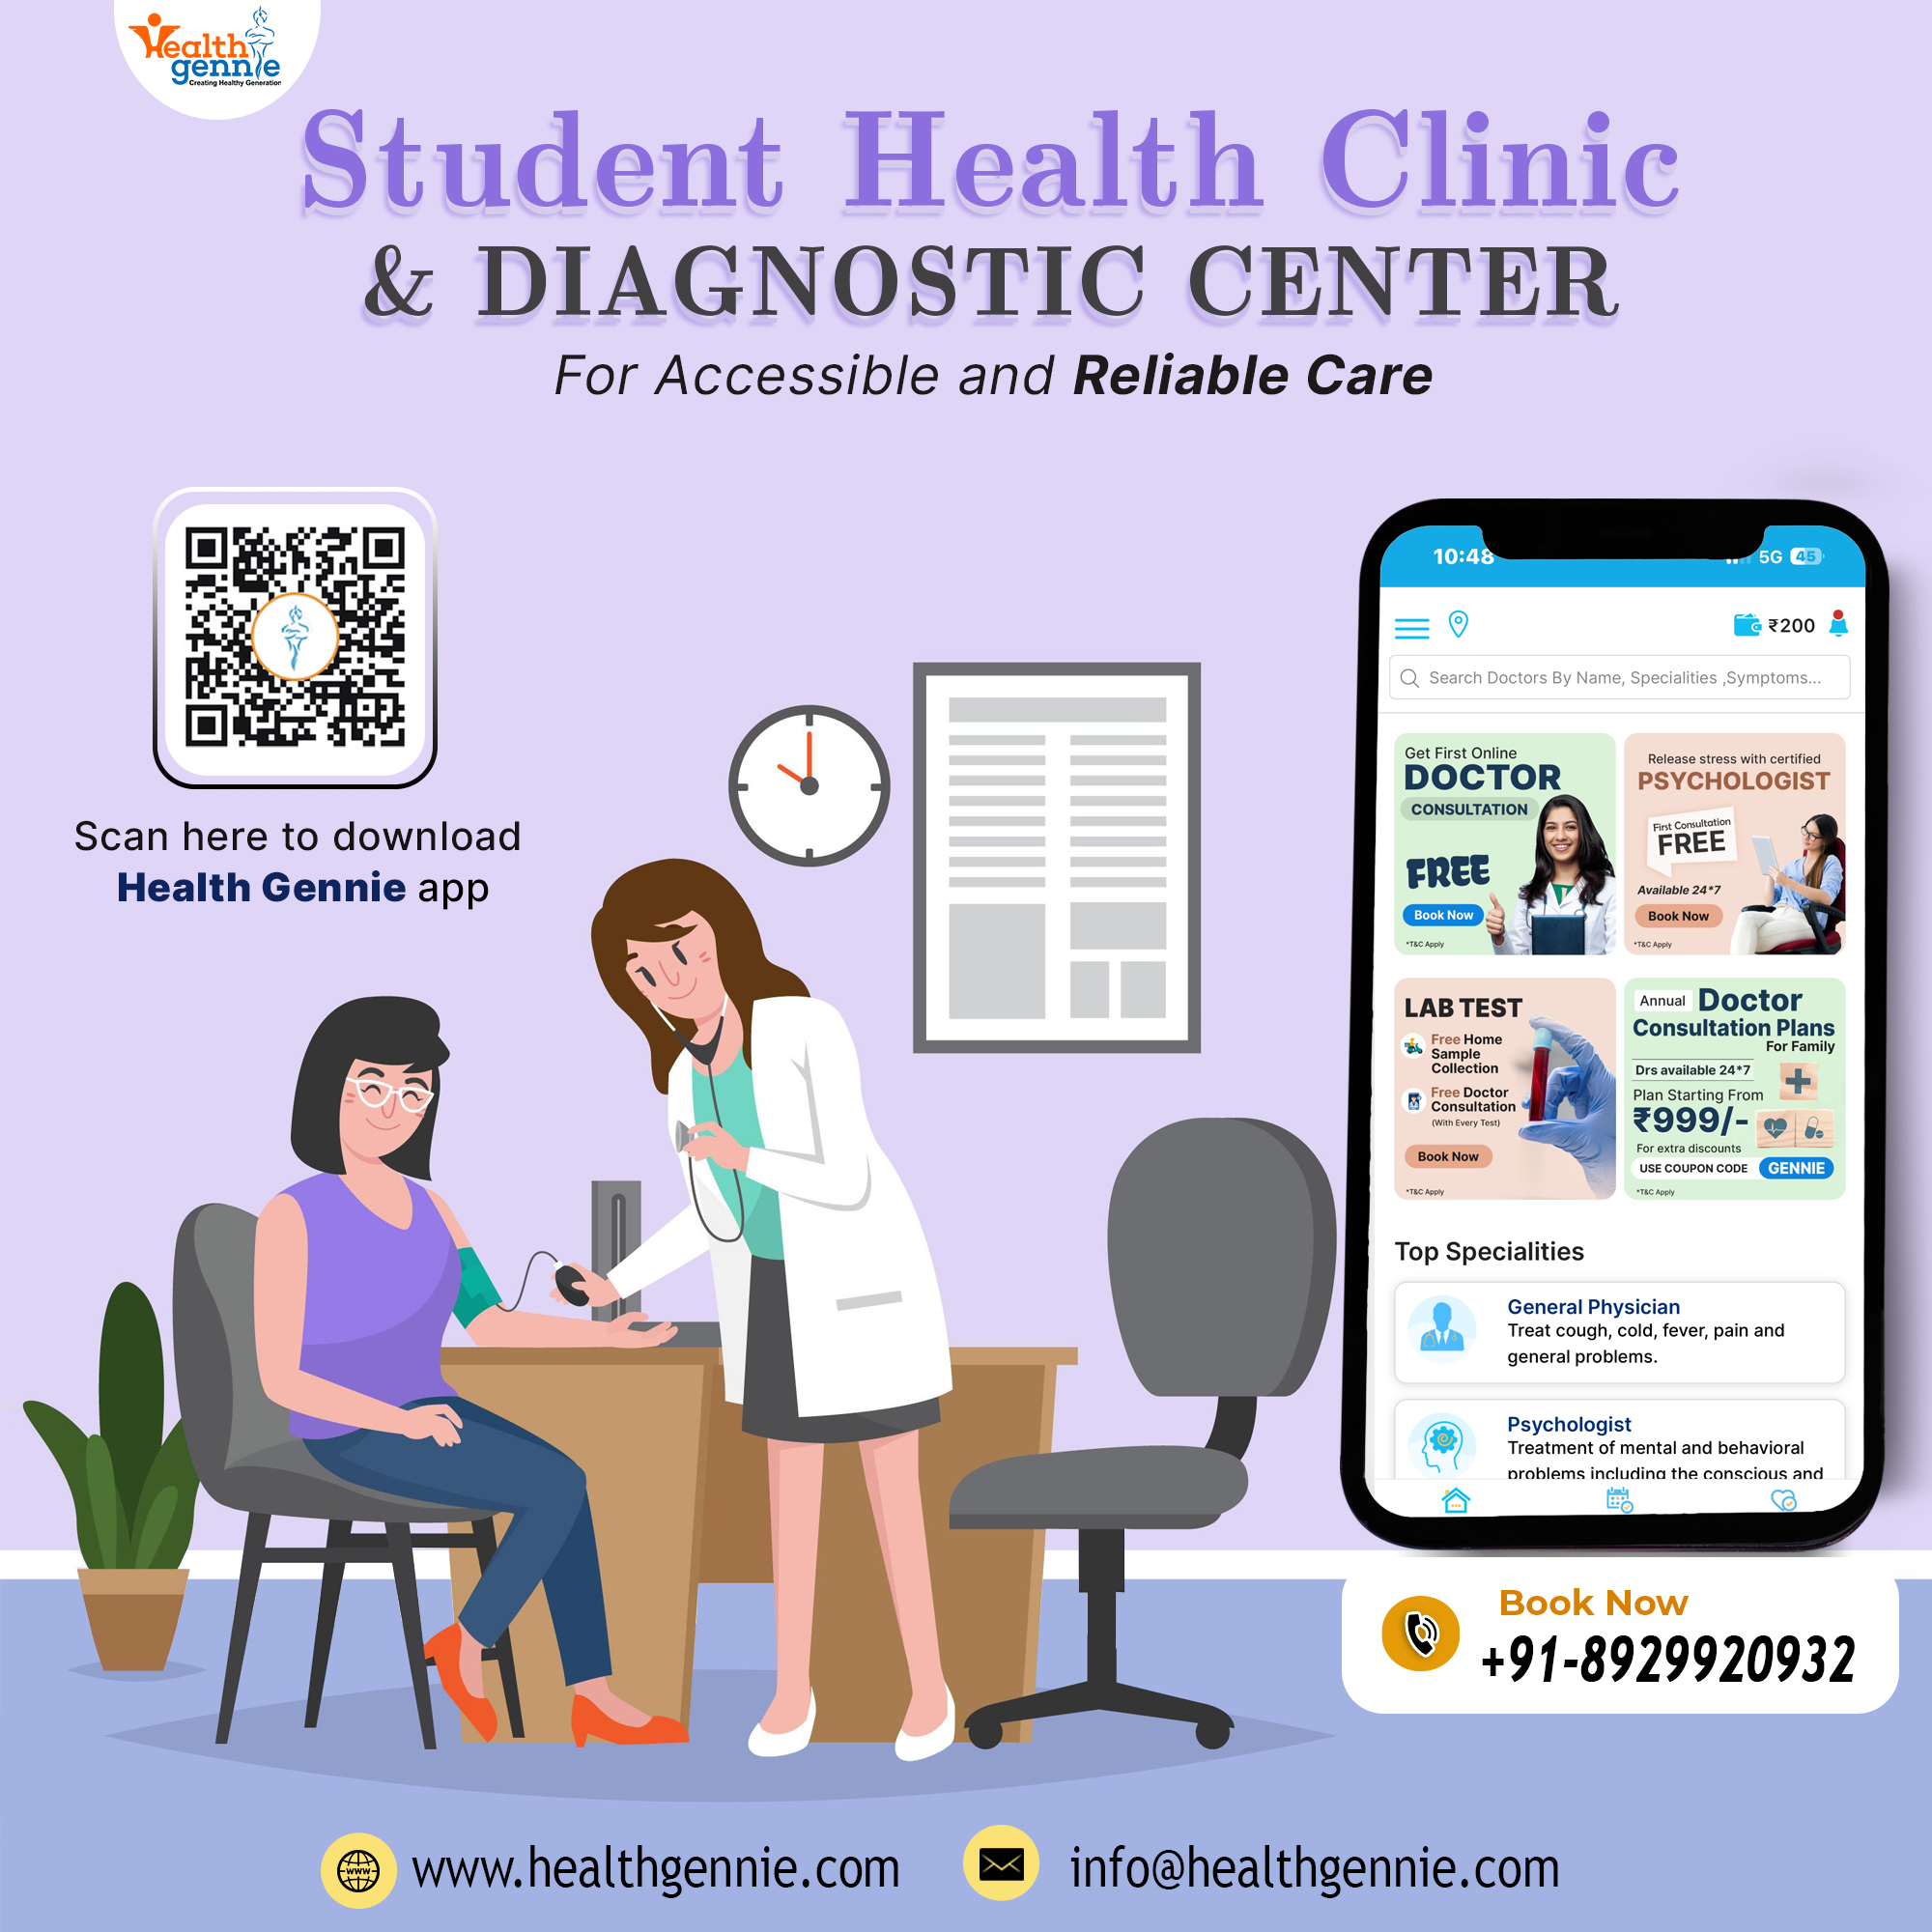 Health
gennie
Creating Healthy Generation
Student Health Clinic
& DIAGNOSTIC CENTER
For Accessible and Reliable Care
Scan here to download
Health Gennie app
10:48
5G 45
₹200
Search Doctors By Name, Specialities ,Symptoms...
Get First Online
DOCTOR
CONSULTATION
FREE
Book Now
*T&C Apply
Release stress with certified
PSYCHOLOGIST
First Consultation
FREE
Available 24*7
Book Now
*T&C Apply
LAB TEST
Free Home
Sample
Collection
Free Doctor
Consultation
(With Every Test)
Book Now
*T&C Apply
Annual Doctor
Consultation Plans
For Family
Drs available 24*7
Plan Starting From
₹999/-
For extra discounts
USE COUPON CODE GENNIE
*T&C Apply
Top Specialities
General Physician
Treat cough, cold, fever, pain and
general problems.
Psychologist
Treatment of mental and behavioral
problems including the conscious and
Book Now
+91-8929920932
www
www.healthgennie.com
info@healthgennie.com